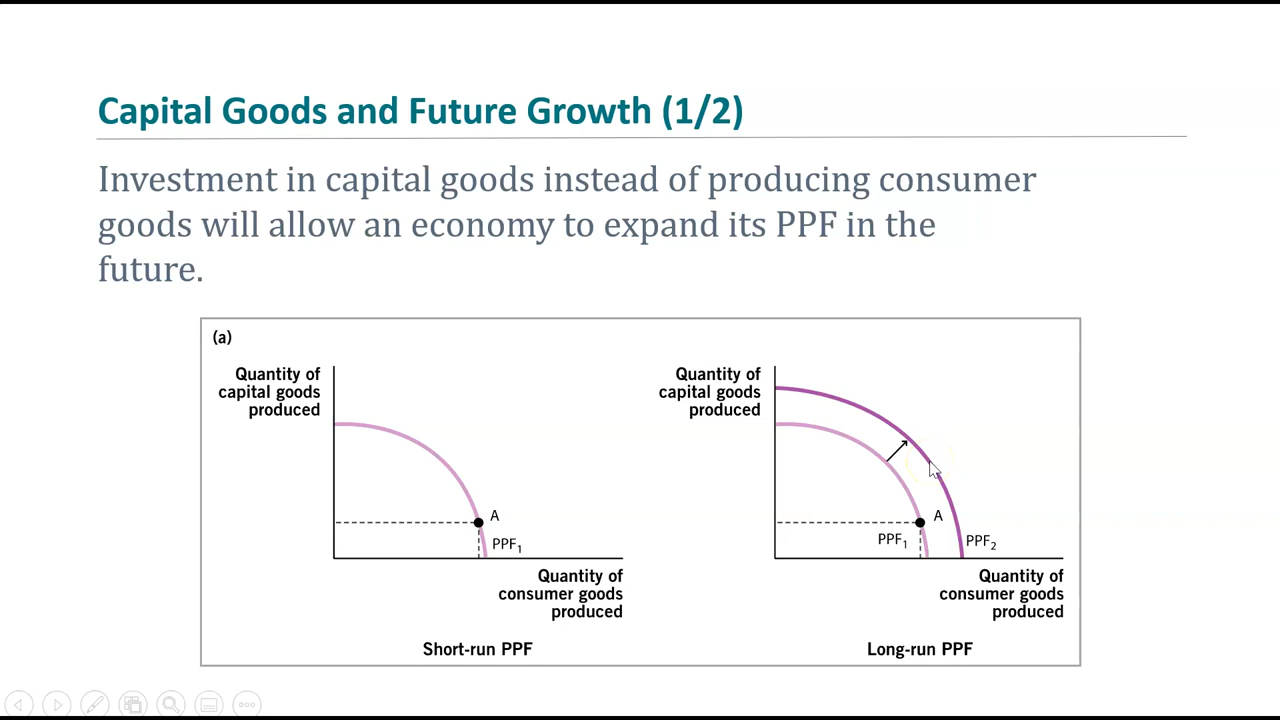 Capital Goods and Future Growth (1/2)
Investment in capital goods instead of producing consumer
goods will allow an economy to expand its PPF in the
future.
(a)
Quantity of
capital goods
produced
A
PPF₁
Quantity of
consumer goods
produced
Short-run PPF
Quantity of
capital goods
produced
A
PPF₁
PPF₂
Quantity of
consumer goods
produced
Long-run PPF